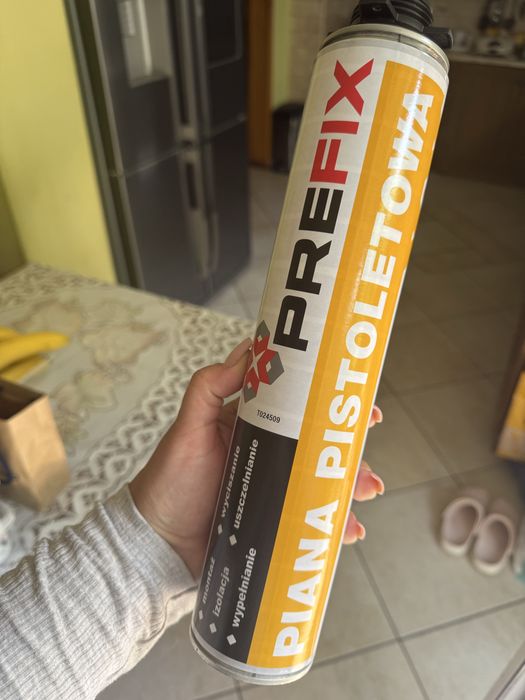 PREFIX
PIANA PISTOLETOWA
T024509
montaż
wyciszanie
izolacja
uszczelnianie
wypełnianie